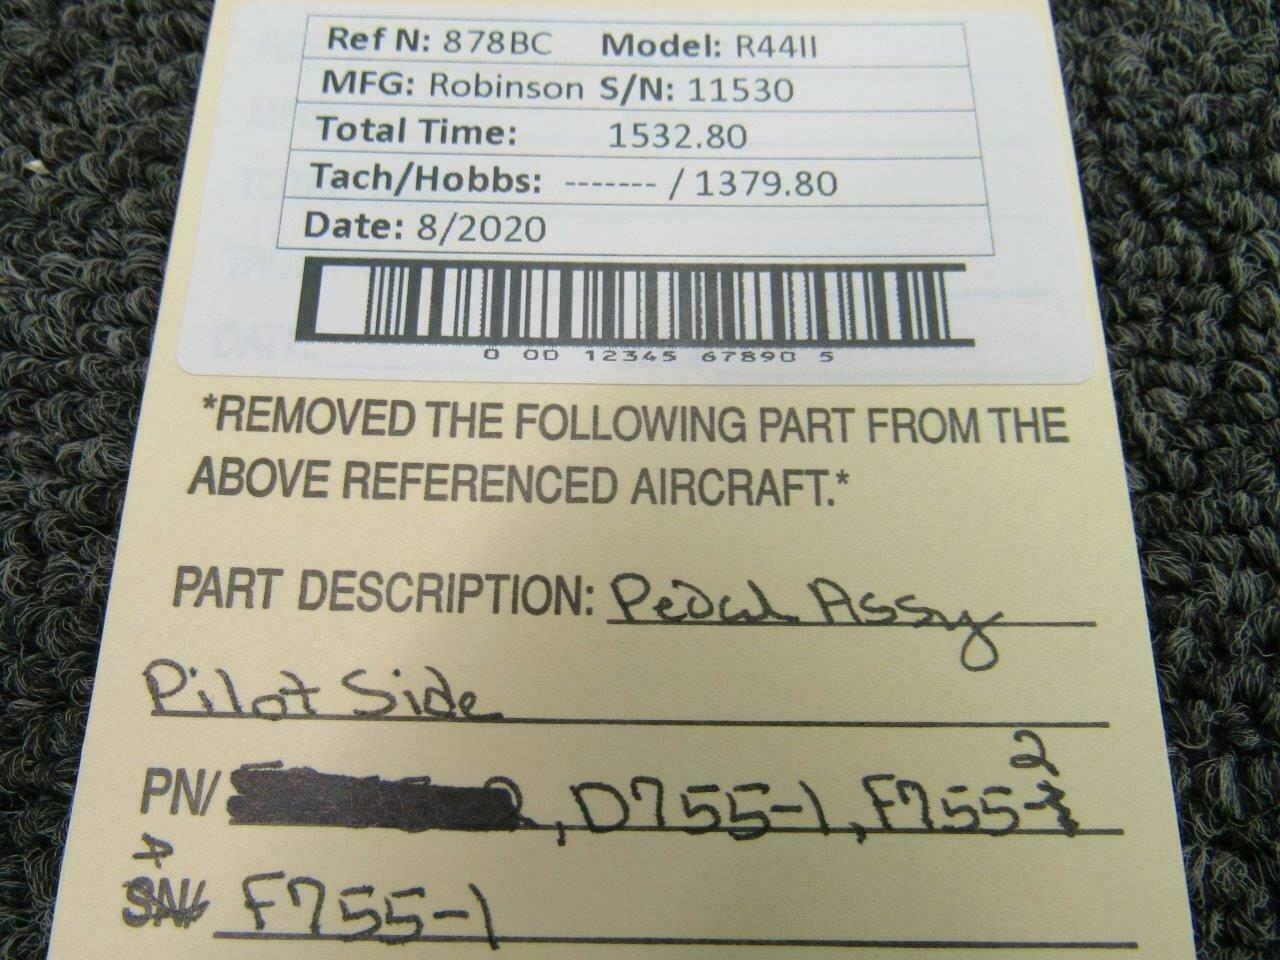 Ref N: 878BC Model: R44II
MFG: Robinson S/N: 11530
Total Time: 1532.80
Tach/Hobbs: ------- / 1379.80
Date: 8/2020
0 00 12345 67890 5
*REMOVED THE FOLLOWING PART FROM THE
ABOVE REFERENCED AIRCRAFT.*
PART DESCRIPTION: Pedal Assy
Pilot Side
PN/ , D755-1, F755-2
P
SN/ F755-1